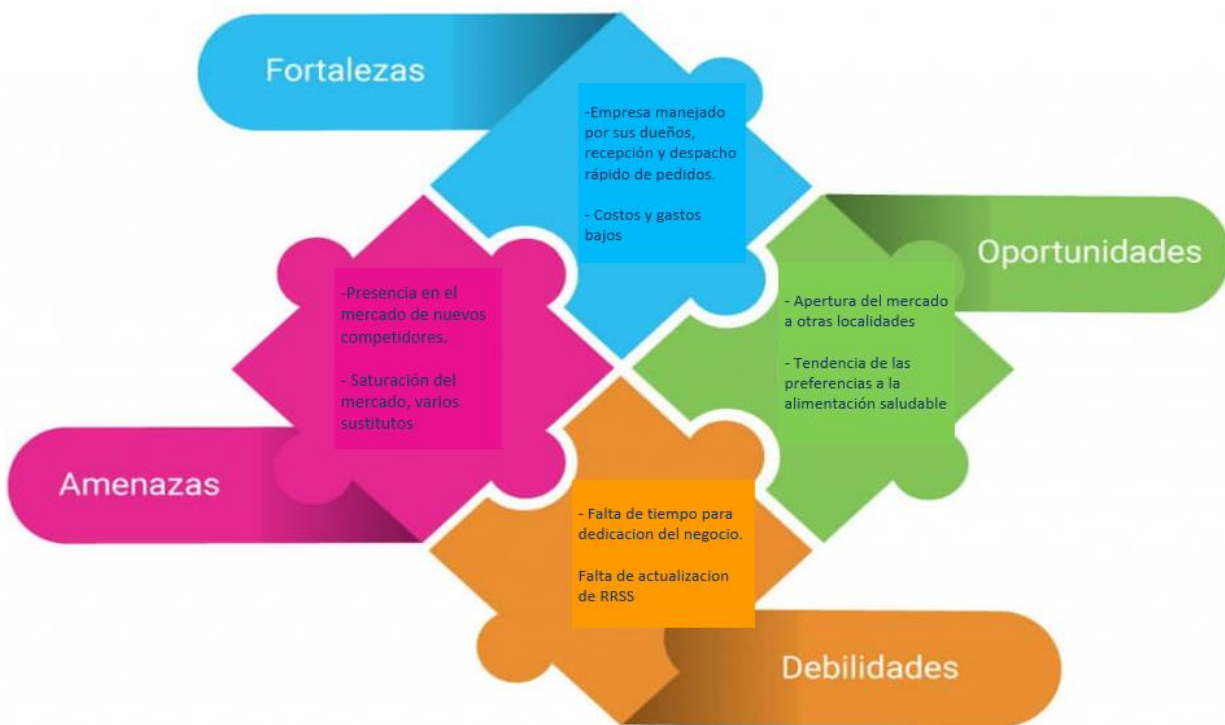 Fortalezas
-Empresa manejado
por sus dueños,
recepción y despacho
rápido de pedidos.
- Costos y gastos
bajos
Oportunidades
- Apertura del mercado
a otras localidades
- Tendencia de las
preferencias a la
alimentación saludable
-Presencia en el
mercado de nuevos
competidores.
- Saturación del
mercado, varios
sustitutos
Amenazas
- Falta de tiempo para
dedicacion del negocio.
Falta de actualizacion
de RRSS
Debilidades